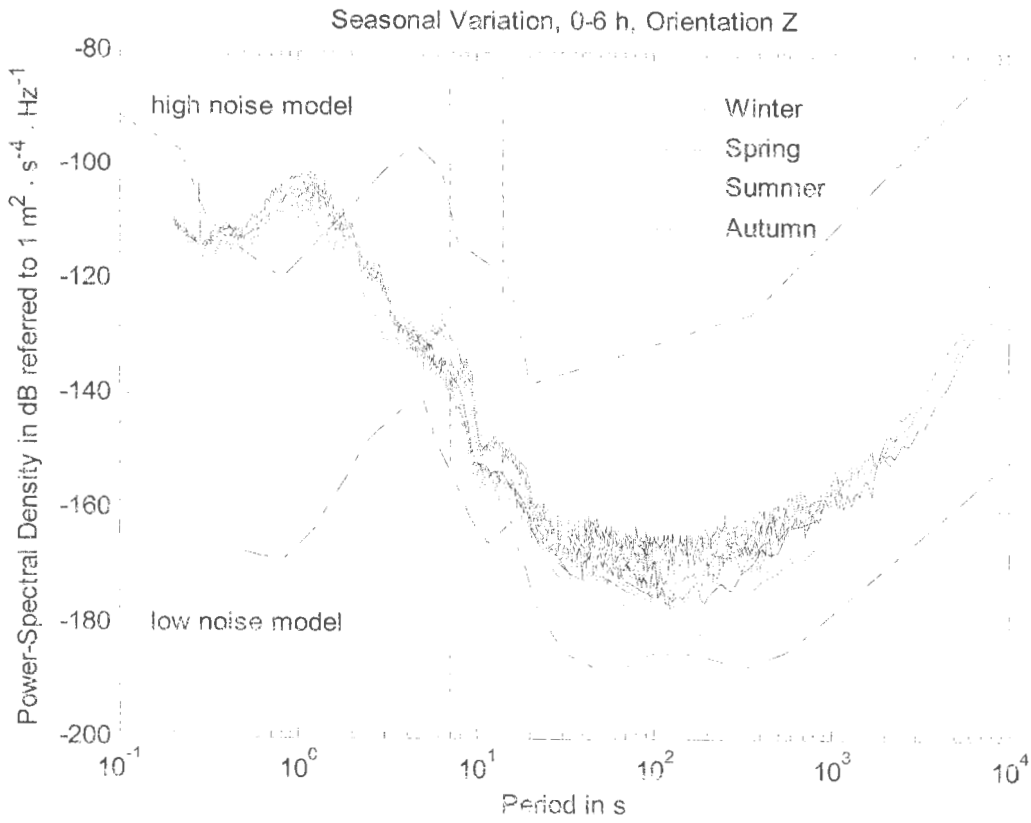 Seasonal Variation, 0-6 h, Orientation Z
Power-Spectral Density in dB referred to 1 m² · s⁻⁴ · Hz⁻¹
-80
-100
-120
-140
-160
-180
-200
high noise model
low noise model
Winter
Spring
Summer
Autumn
10⁻¹
10⁰
10¹
10²
10³
10⁴
Period in s